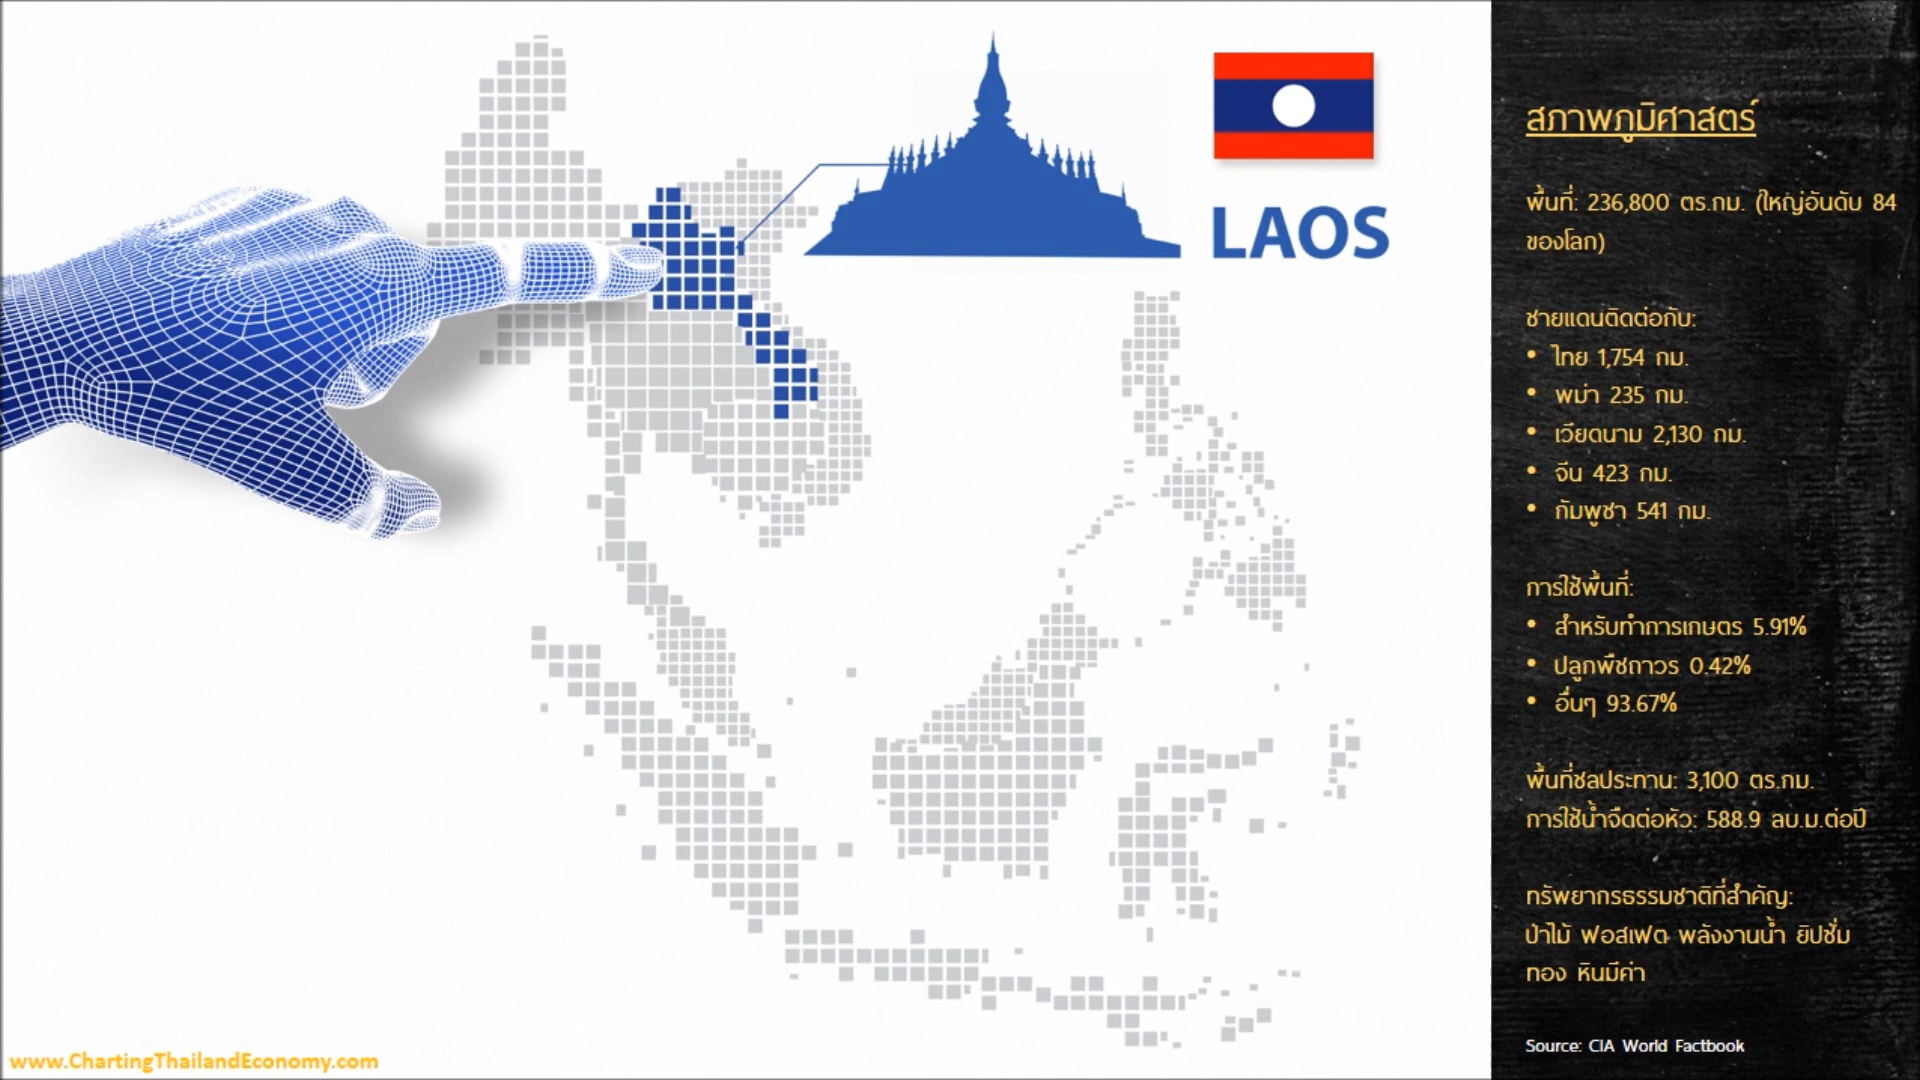 LAOS
สภาพภูมิศาสตร์
พื้นที่: 236,800 ตร.กม. (ใหญ่อันดับ 84
ของโลก)
ชายแดนติดต่อกับ:
• ไทย 1,754 กม.
• พม่า 235 กม.
• เวียดนาม 2,130 กม.
• จีน 423 กม.
• กัมพูชา 541 กม.
การใช้พื้นที่:
• สำหรับทำการเกษตร 5.91%
• ปลูกพืชถาวร 0.42%
• อื่นๆ 93.67%
พื้นที่ชลประทาน: 3,100 ตร.กม.
การใช้น้ำจืดต่อหัว: 588.9 ลบ.ม.ต่อปี
ทรัพยากรธรรมชาติที่สำคัญ:
ป่าไม้ ฟอสเฟต พลังงานน้ำ ยิปซั่ม
ทอง หินมีค่า
Source: CIA World Factbook
www.ChartingThailandEconomy.com